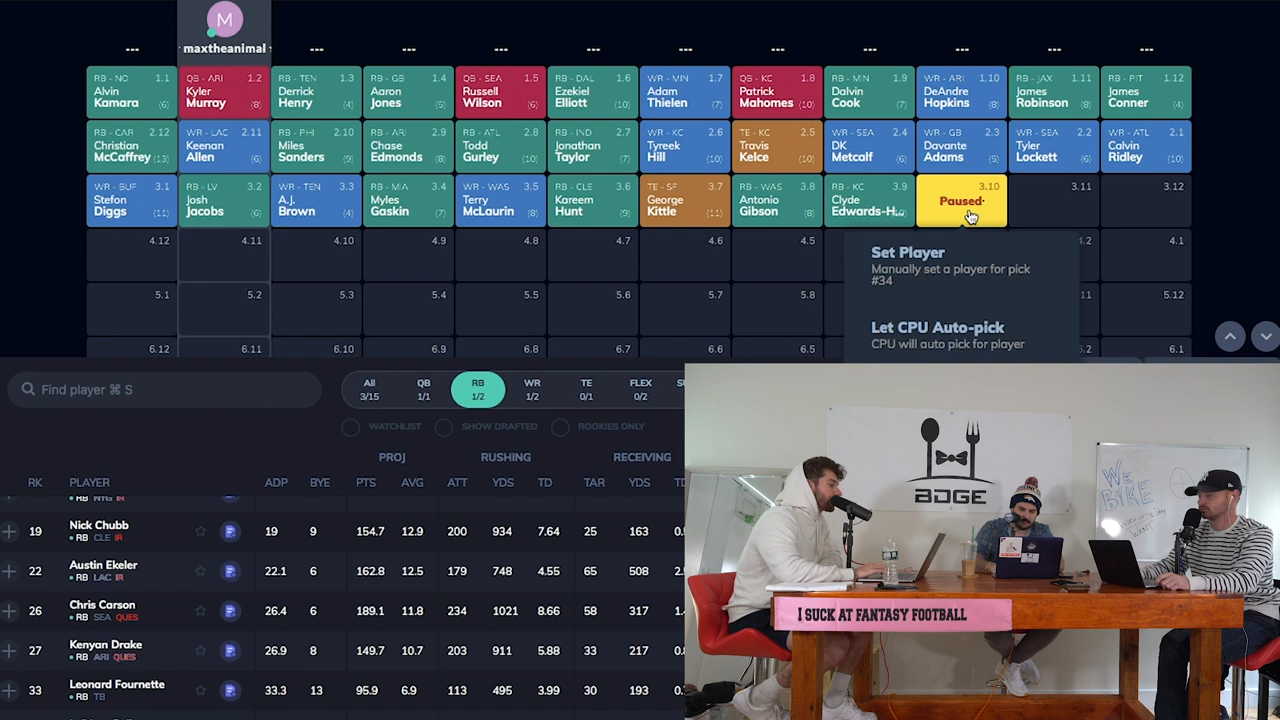 M
--- maxtheanimal --- --- --- --- --- --- --- --- --- ---
RB - NO 1.1 QB - ARI 1.2 RB - TEN 1.3 RB - GB 1.4 QB - SEA 1.5 RB - DAL 1.6 WR - MIN 1.7 QB - KC 1.8 RB - MIN 1.9 WR - ARI 1.10 RB - JAX 1.11 RB - PIT 1.12
Alvin Kyler Derrick Aaron Russell Ezekiel Adam Patrick Dalvin DeAndre James James
Kamara (6) Murray (8) Henry (4) Jones (5) Wilson (6) Elliott (10) Thielen (7) Mahomes (10) Cook (7) Hopkins (8) Robinson (8) Conner (4)
RB - CAR 2.12 WR - LAC 2.11 RB - PHI 2.10 RB - ARI 2.9 RB - ATL 2.8 RB - IND 2.7 WR - KC 2.6 TE - KC 2.5 WR - SEA 2.4 WR - GB 2.3 WR - SEA 2.2 WR - ATL 2.1
Christian Keenan Miles Chase Todd Jonathan Tyreek Travis DK Davante Tyler Calvin
McCaffrey (13) Allen (6) Sanders (9) Edmonds (8) Gurley (10) Taylor (7) Hill (10) Kelce (10) Metcalf (6) Adams (5) Lockett (6) Ridley (10)
WR - BUF 3.1 RB - LV 3.2 WR - TEN 3.3 RB - MIA 3.4 WR - WAS 3.5 RB - CLE 3.6 TE - SF 3.7 RB - WAS 3.8 RB - KC 3.9 3.10 3.11 3.12
Stefon Josh A.J. Myles Terry Kareem George Antonio Clyde Paused
Diggs (11) Jacobs (6) Brown (4) Gaskin (7) McLaurin (8) Hunt (9) Kittle (11) Gibson (8) Edwards-H...
4.12 4.11 4.10 4.9 4.8 4.7 4.6 4.5 4.2 4.1
Set Player
Manually set a player for pick
#34
5.1 5.2 5.3 5.4 5.5 5.6 5.7 5.8 5.12
Let CPU Auto-pick
CPU will auto pick for player
6.12 6.11 6.10 6.9 6.8 6.7 6.6 6.5 6.1
Find player ⌘ S
All QB RB WR TE FLEX
3/15 1/1 1/2 1/2 0/1 0/2
WATCHLIST SHOW DRAFTED ROOKIES ONLY
PROJ RUSHING RECEIVING
RK PLAYER ADP BYE PTS AVG ATT YDS TD TAR YDS
19 Nick Chubb 19 9 154.7 12.9 200 934 7.64 25 163
RB CLE IR
22 Austin Ekeler 22.1 6 162.8 12.5 179 748 4.55 65 508
RB LAC IR
26 Chris Carson 26.4 6 189.1 11.8 234 1021 8.66 58 317
RB SEA QUES
27 Kenyan Drake 26.9 8 149.7 10.7 203 911 5.88 33 217
RB ARI QUES
33 Leonard Fournette 33.3 13 95.9 6.9 113 495 3.99 30 193
RB TB
BDGE
WE
I SUCK AT FANTASY FOOTBALL